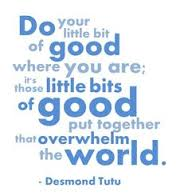 Do your
little bit
of good
where you are;
it's
those little bits
of good
put together
that overwhelm
the world.
- Desmond Tutu